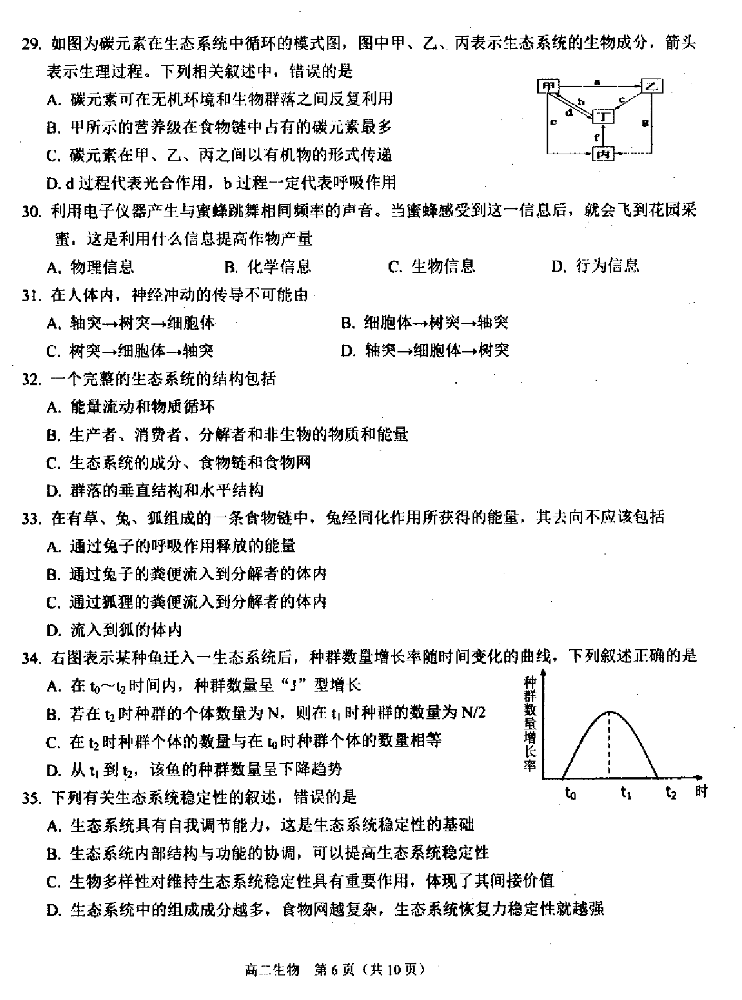 29. 如图为碳元素在生态系统中循环的模式图，图中甲、乙、丙表示生态系统的生物成分，箭头
表示生理过程。下列相关叙述中，错误的是
A. 碳元素可在无机环境和生物群落之间反复利用
B. 甲所示的营养级在食物链中占有的碳元素最多
C. 碳元素在甲、乙、丙之间以有机物的形式传递
D. d 过程代表光合作用，b 过程一定代表呼吸作用
甲 a 乙
b c
d 丁
e g
f
丙
30. 利用电子仪器产生与蜜蜂跳舞相同频率的声音。当蜜蜂感受到这一信息后，就会飞到花园采
蜜，这是利用什么信息提高作物产量
A. 物理信息 B. 化学信息 C. 生物信息 D. 行为信息
31. 在人体内，神经冲动的传导不可能由
A. 轴突→树突→细胞体 B. 细胞体→树突→轴突
C. 树突→细胞体→轴突 D. 轴突→细胞体→树突
32. 一个完整的生态系统的结构包括
A. 能量流动和物质循环
B. 生产者、消费者、分解者和非生物的物质和能量
C. 生态系统的成分、食物链和食物网
D. 群落的垂直结构和水平结构
33. 在有草、兔、狐组成的一条食物链中，兔经同化作用所获得的能量，其去向不应该包括
A. 通过兔子的呼吸作用释放的能量
B. 通过兔子的粪便流入到分解者的体内
C. 通过狐狸的粪便流入到分解者的体内
D. 流入到狐的体内
34. 右图表示某种鱼迁入一生态系统后，种群数量增长率随时间变化的曲线，下列叙述正确的是
A. 在 t₀～t₂ 时间内，种群数量呈“J”型增长
B. 若在 t₂ 时种群的个体数量为 N，则在 t₁ 时种群的数量为 N/2
C. 在 t₂ 时种群个体的数量与在 t₀ 时种群个体的数量相等
D. 从 t₁ 到 t₂，该鱼的种群数量呈下降趋势
种群数量增长率
t₀ t₁ t₂ 时
35. 下列有关生态系统稳定性的叙述，错误的是
A. 生态系统具有自我调节能力，这是生态系统稳定性的基础
B. 生态系统内部结构与功能的协调，可以提高生态系统稳定性
C. 生物多样性对维持生态系统稳定性具有重要作用，体现了其间接价值
D. 生态系统中的组成成分越多，食物网越复杂，生态系统恢复力稳定性就越强
高二生物 第 6 页（共 10 页）